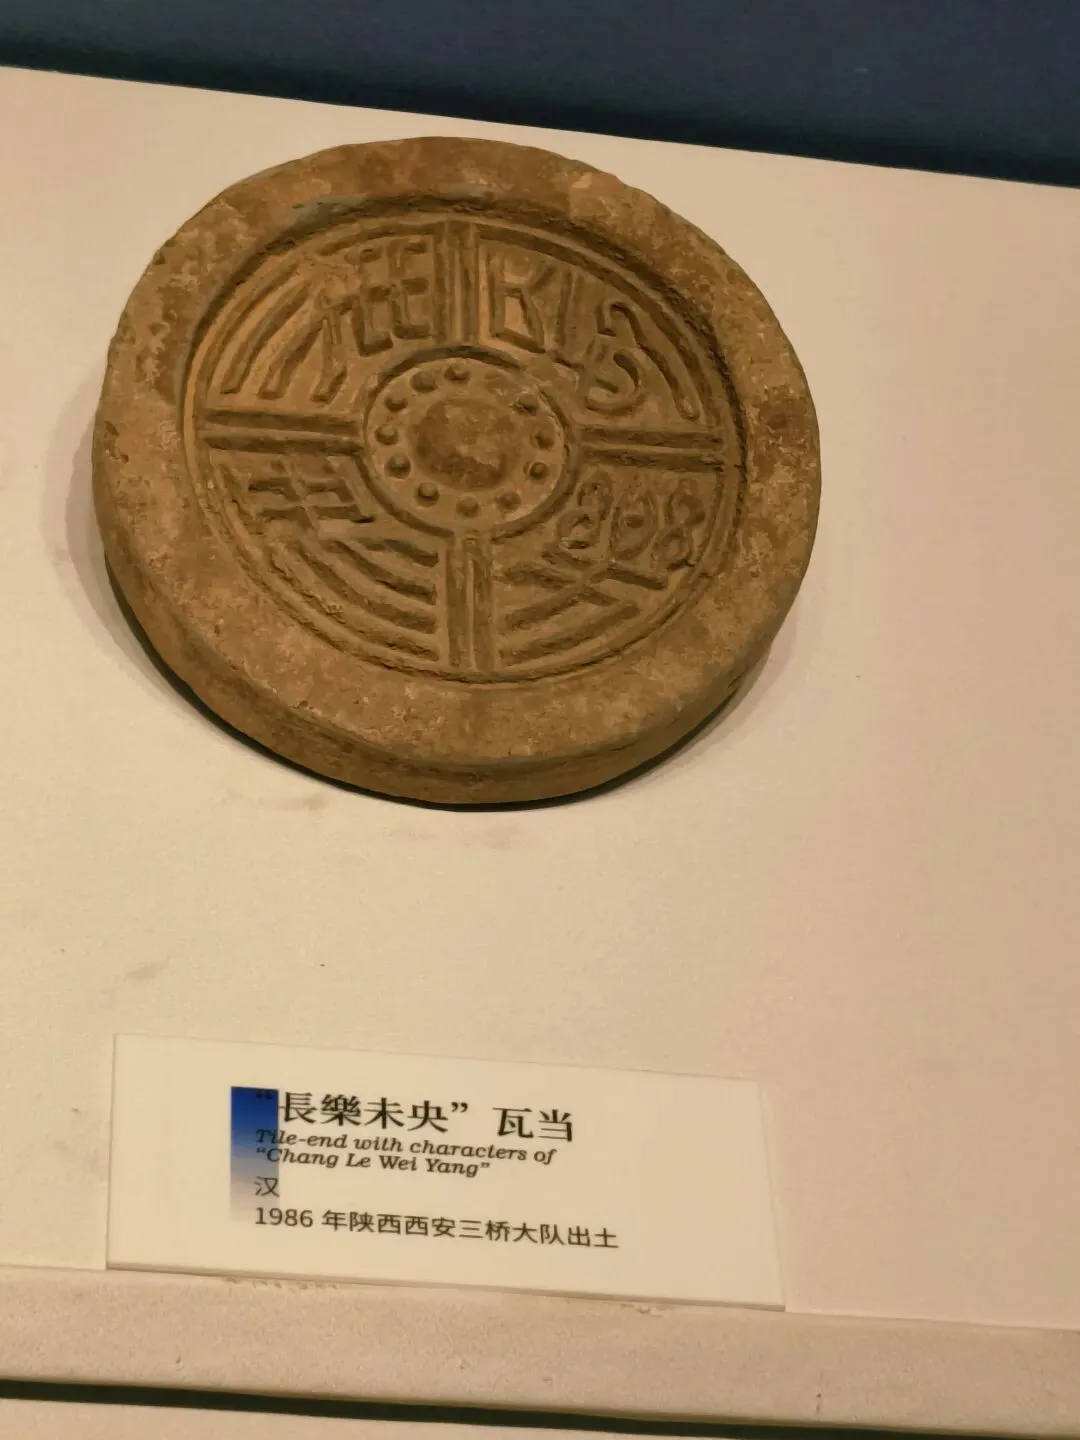 “長樂未央”瓦当
Tile-end with characters of
“Chang Le Wei Yang”
汉
1986 年陕西西安三桥大队出土